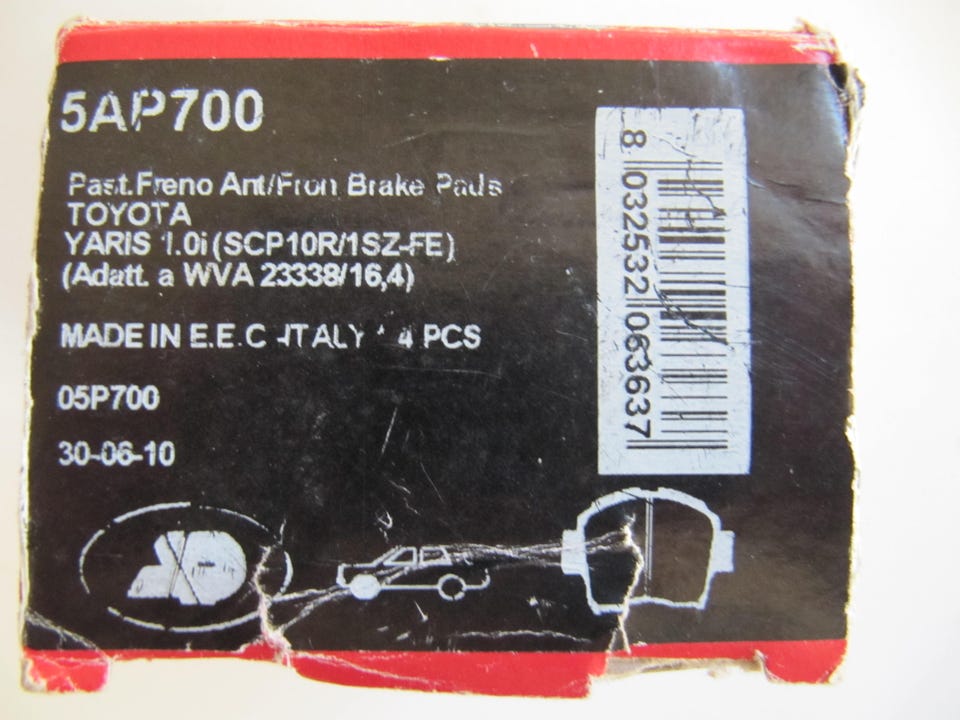 5AP700
Past.Freno Ant/Fron Brake Pads
TOYOTA
YARIS 1.0i (SCP10R/1SZ-FE)
(Adatt. a WVA 23338/16,4)
MADE IN E.E.C -ITALY * 4 PCS
05P700
30-06-10
8 032532 063637